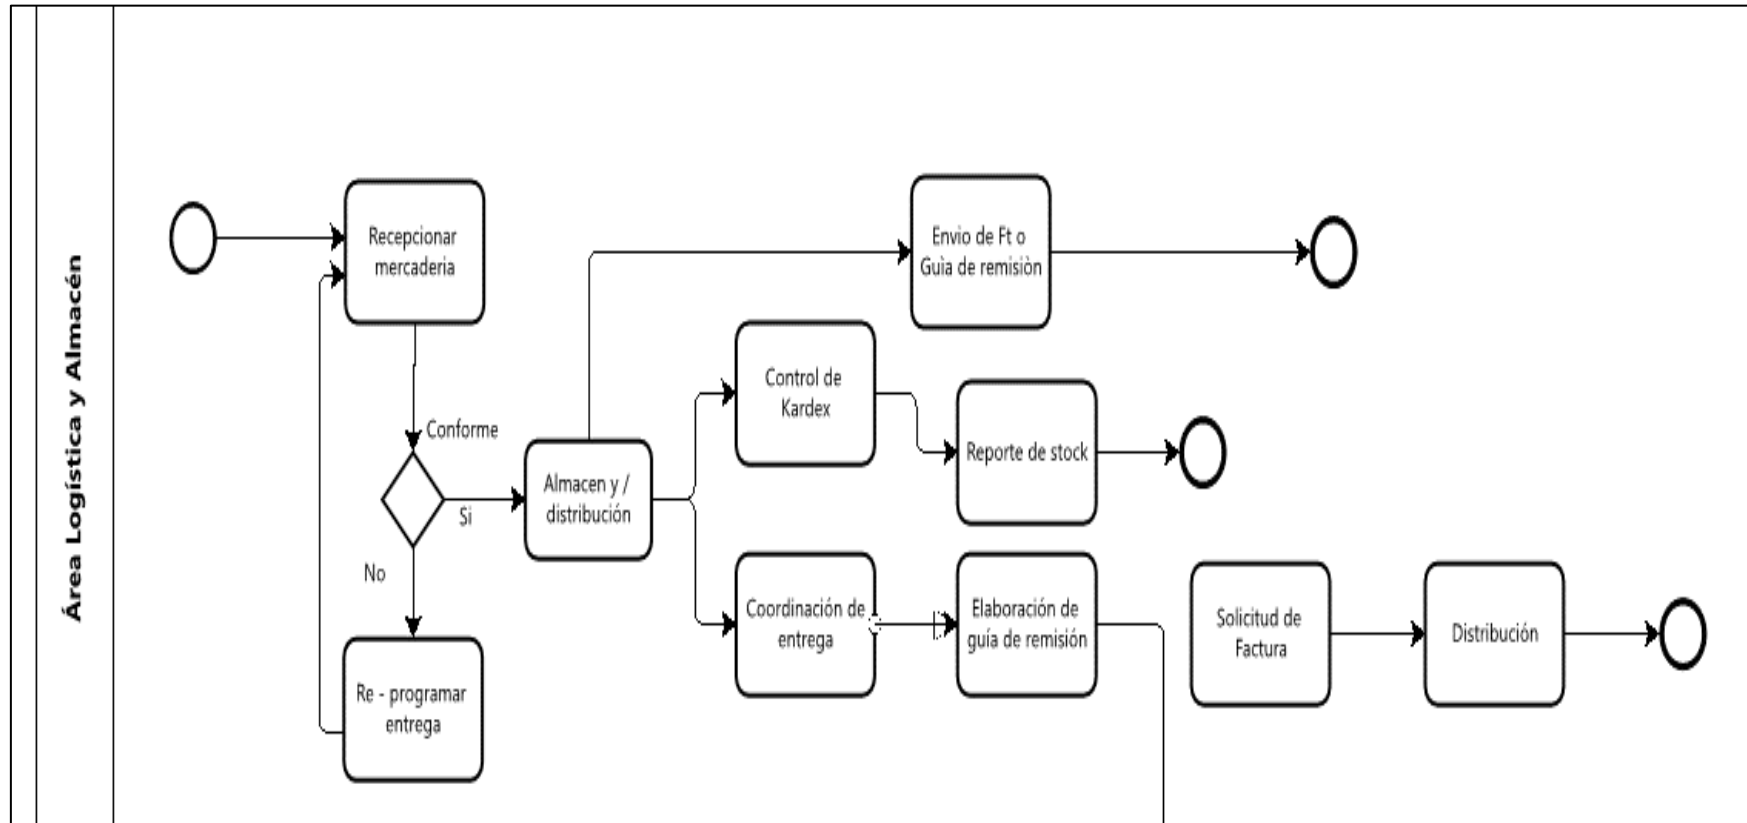 Área Logística y Almacén
Recepcionar
mercaderia
Conforme
Si
No
Re - programar
entrega
Almacen y /
distribución
Envio de Ft o
Guìa de remisiòn
Control de
Kardex
Reporte de stock
Coordinación de
entrega
Elaboración de
guía de remisión
Solicitud de
Factura
Distribución